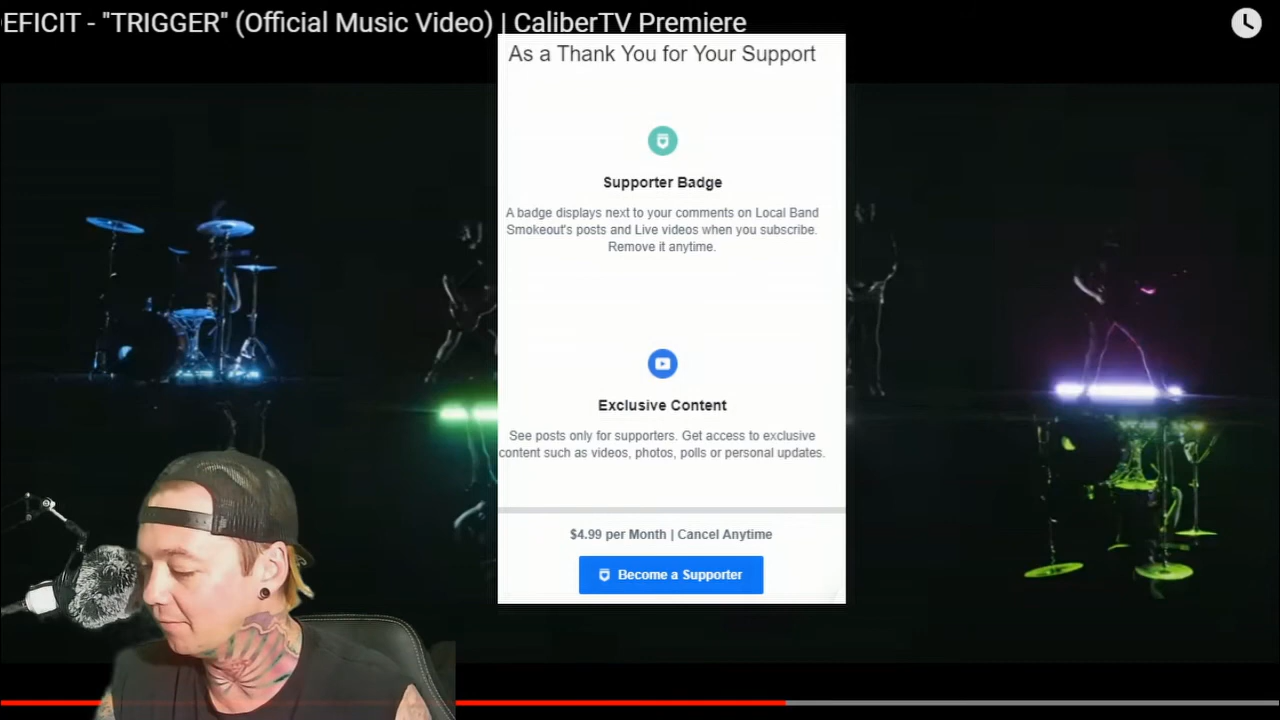 EFICIT - "TRIGGER" (Official Music Video) | CaliberTV Premiere
As a Thank You for Your Support
Supporter Badge
A badge displays next to your comments on Local Band
Smokeout's posts and Live videos when you subscribe.
Remove it anytime.
Exclusive Content
See posts only for supporters. Get access to exclusive
content such as videos, photos, polls or personal updates.
$4.99 per Month | Cancel Anytime
Become a Supporter